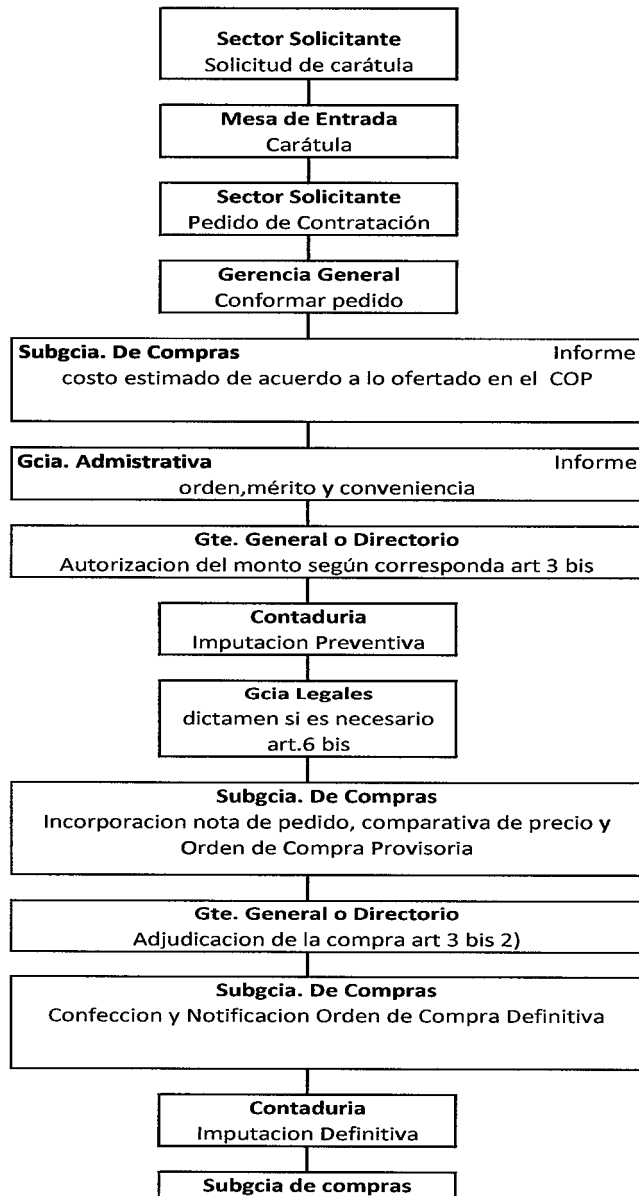 Sector Solicitante
Solicitud de carátula
Mesa de Entrada
Carátula
Sector Solicitante
Pedido de Contratación
Gerencia General
Conformar pedido
Subgcia. De Compras Informe
costo estimado de acuerdo a lo ofertado en el COP
Gcia. Admistrativa Informe
orden,mérito y conveniencia
Gte. General o Directorio
Autorizacion del monto según corresponda art 3 bis
Contaduria
Imputacion Preventiva
Gcia Legales
dictamen si es necesario
art.6 bis
Subgcia. De Compras
Incorporacion nota de pedido, comparativa de precio y
Orden de Compra Provisoria
Gte. General o Directorio
Adjudicacion de la compra art 3 bis 2)
Subgcia. De Compras
Confeccion y Notificacion Orden de Compra Definitiva
Contaduria
Imputacion Definitiva
Subgcia de compras